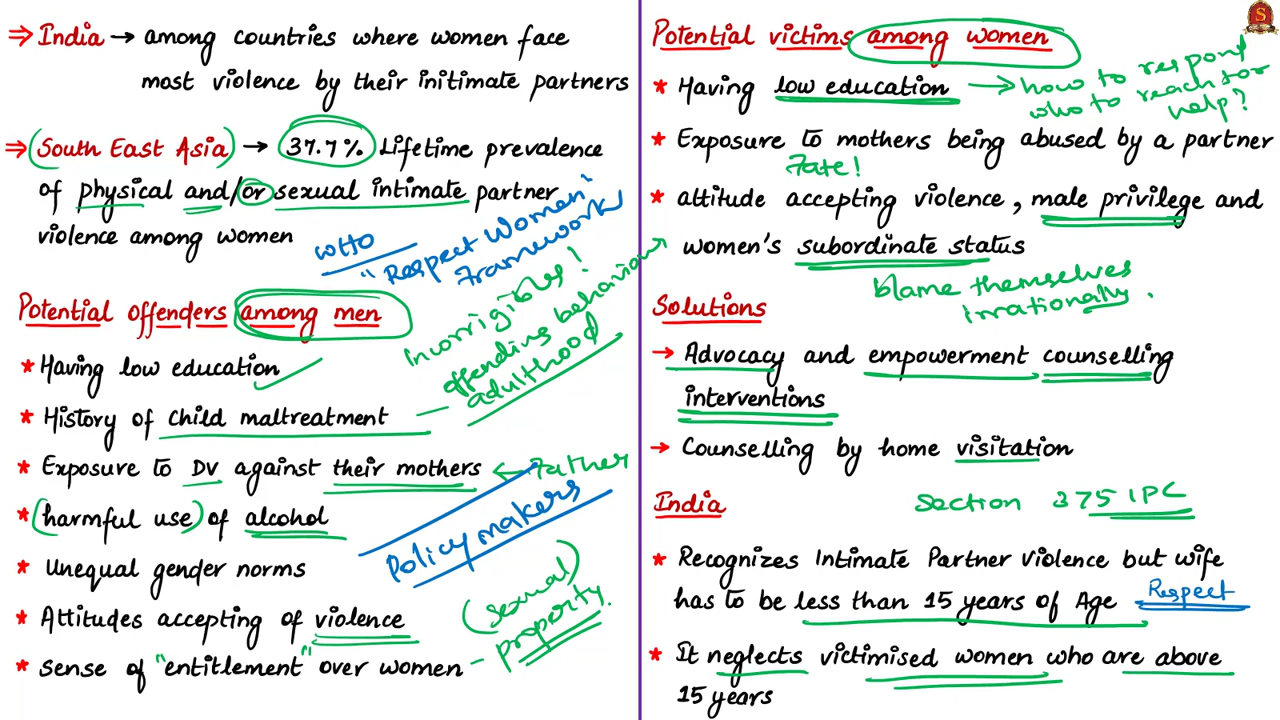 ⇒ India → among countries where women face
most violence by their initimate partners
⇒ (South East Asia) → 37.7% Lifetime prevalence
of physical and/or sexual intimate partner
violence among women
WHO
"Respect Women"
Framework
Potential offenders among men
* Having low education
* History of child maltreatment
incorrigibles!
offending behaviour
adulthood
* Exposure to DV against their mothers ← Father
* (harmful use) of alcohol
Policy makers
* Unequal gender norms
* Attitudes accepting of violence
* sense of "entitlement" over women
(sexual)
property.
S
Potential victims among women
* Having low education → how to respond
who to reach for
help?
* Exposure to mothers being abused by a partner
Fate!
* attitude accepting violence, male privilege and
women's subordinate status
blame themselves
irrationally.
Solutions
→ Advocacy and empowerment counselling
interventions
→ Counselling by home visitation
India
Section 375 IPC
* Recognizes Intimate Partner violence but wife
has to be less than 15 years of Age
Respect
* It neglects victimised women who are above
15 years